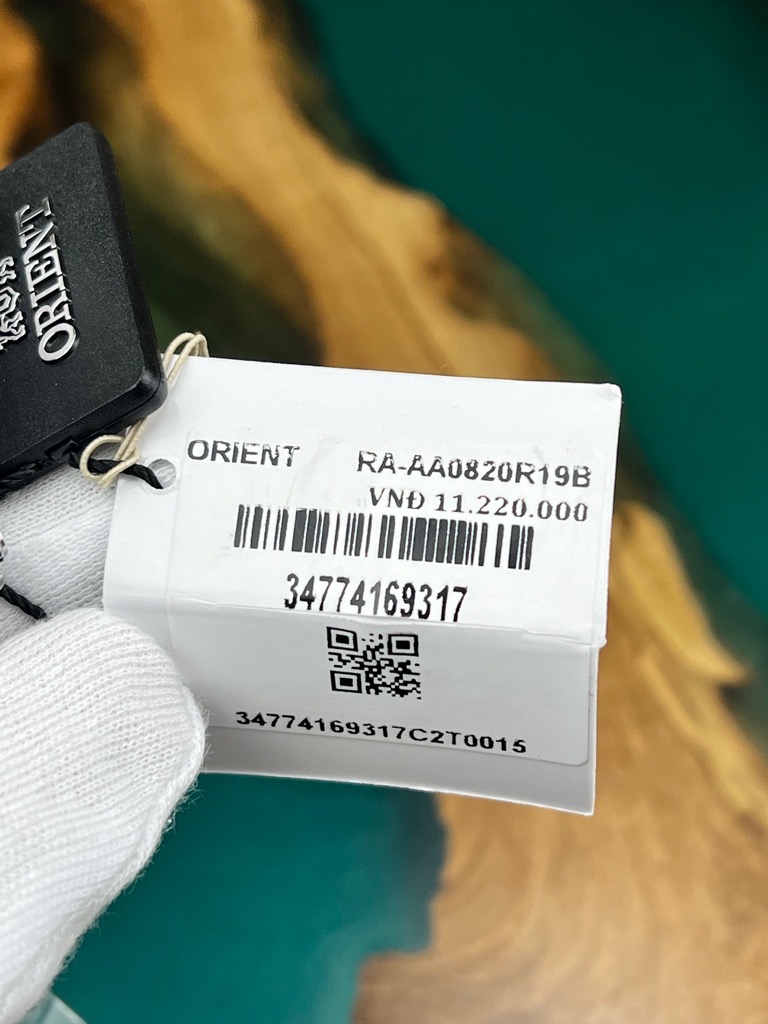 ORIENT
ORIENT RA-AA0820R19B
VNĐ 11.220.000
34774169317
34774169317C2T0015